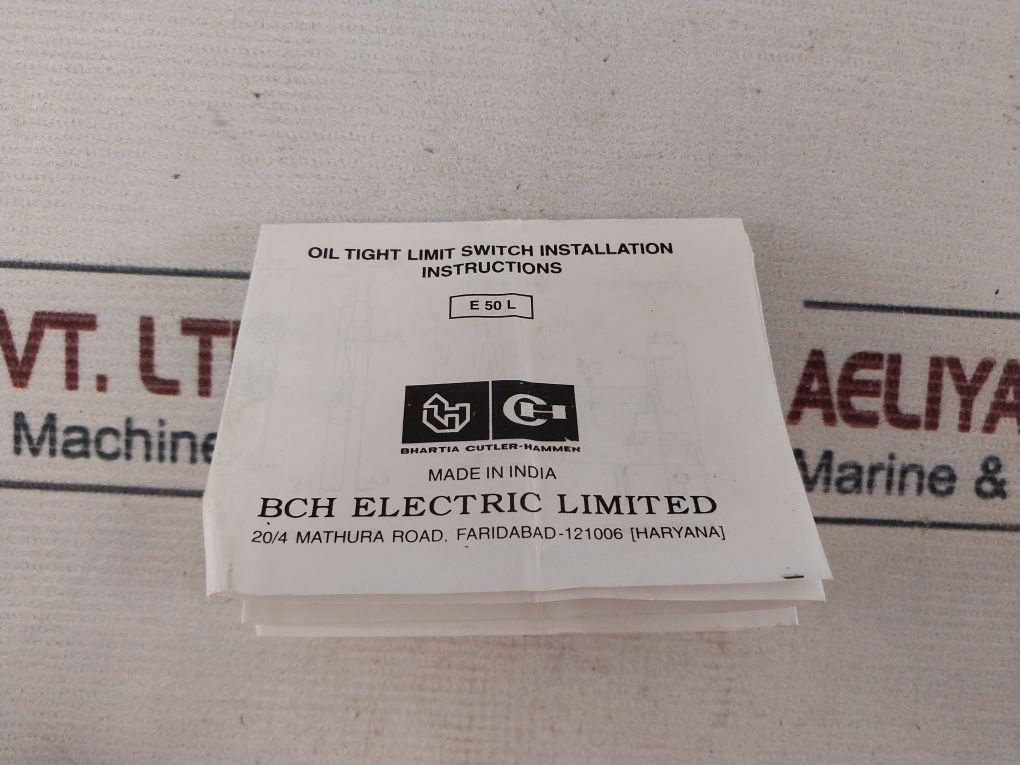 OIL TIGHT LIMIT SWITCH INSTALLATION
INSTRUCTIONS
E 50 L
BHARTIA CUTLER-HAMMER
MADE IN INDIA
BCH ELECTRIC LIMITED
20/4 MATHURA ROAD, FARIDABAD-121006 [HARYANA]
VT. LT
Machine
AELIYA
Marine &